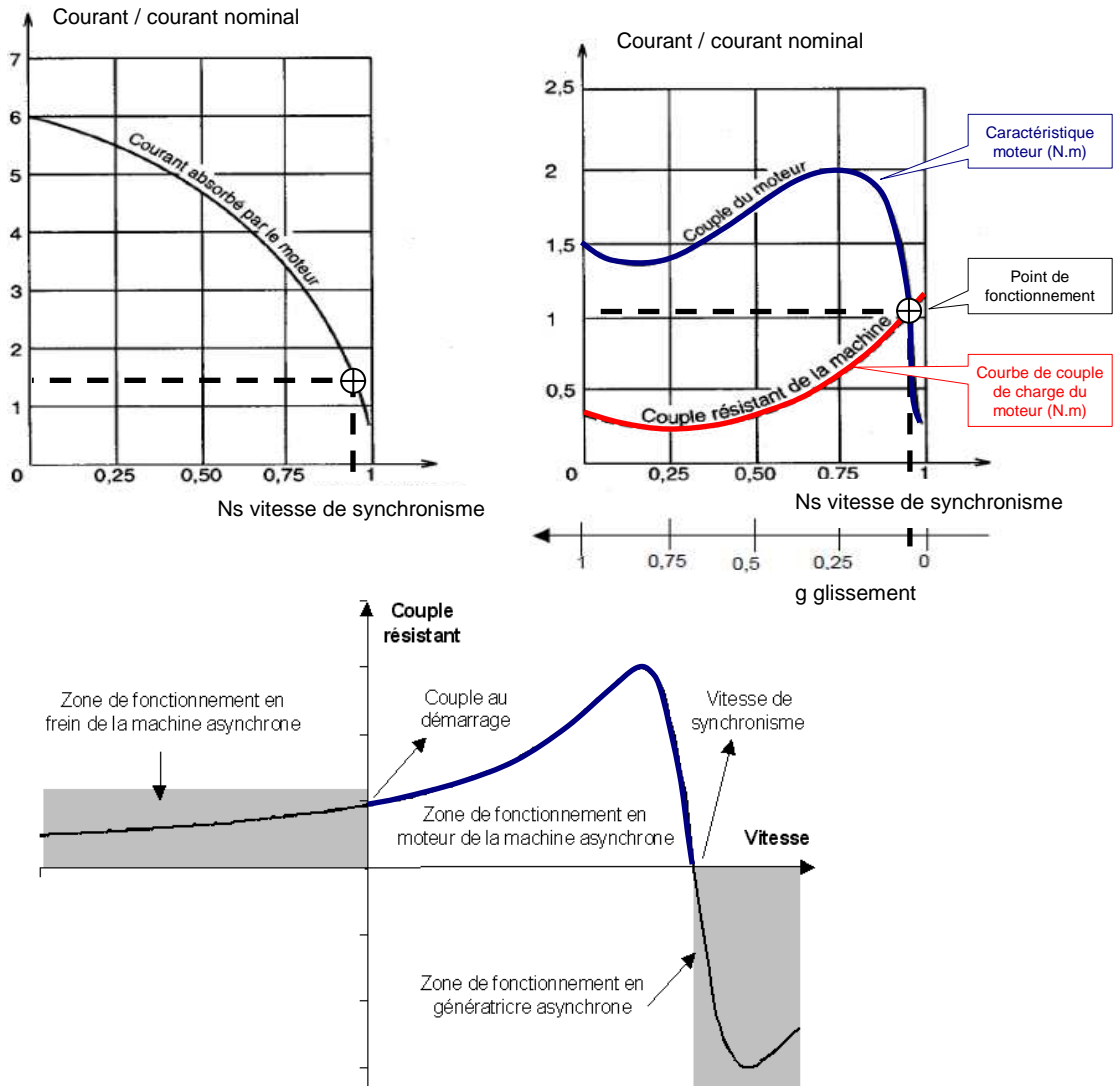 Courant / courant nominal
7
6
5
4
3
2
1
0
0,25
0,50
0,75
1
Courant absorbé par le moteur
Ns vitesse de synchronisme
Courant / courant nominal
2,5
2
1,5
1
0,5
0
0,25
0,50
0,75
1
Couple du moteur
Couple résistant de la machine
Caractéristique
moteur (N.m)
Point de
fonctionnement
Courbe de couple
de charge du
moteur (N.m)
Ns vitesse de synchronisme
1
0,75
0,5
0,25
0
g glissement
Couple
résistant
Zone de fonctionnement en
frein de la machine asynchrone
Couple au
démarrage
Vitesse de
synchronisme
Zone de fonctionnement en
moteur de la machine asynchrone
Vitesse
Zone de fonctionnement en
génératricre asynchrone